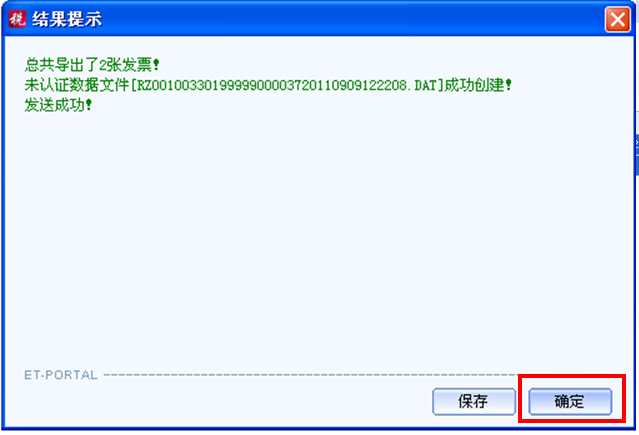 税 结果提示
总共导出了2张发票！
未认证数据文件[RZ0010033019999900003720110909122208.DAT]成功创建！
发送成功！
ET-PORTAL
保存 确定